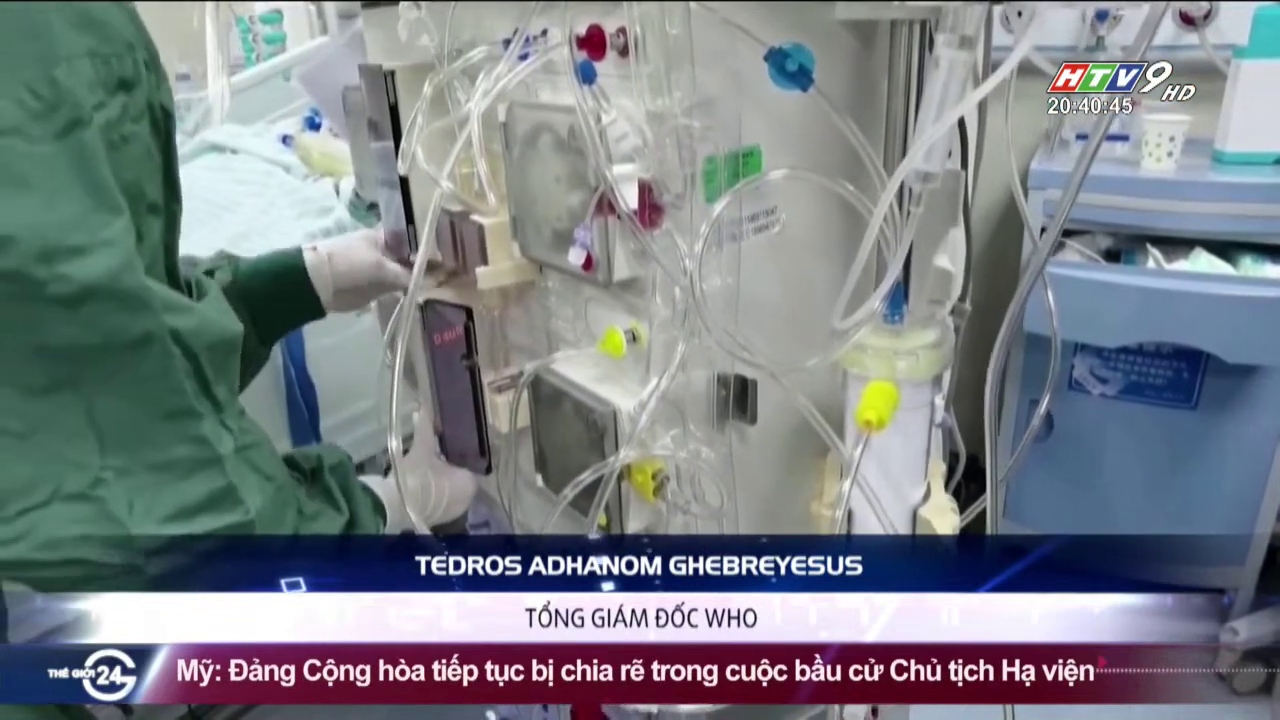 HTV9 HD
20:40:45
TEDROS ADHANOM GHEBREYESUS
TỔNG GIÁM ĐỐC WHO
THẾ GIỚI 24G
Mỹ: Đảng Cộng hòa tiếp tục bị chia rẽ trong cuộc bầu cử Chủ tịch Hạ viện